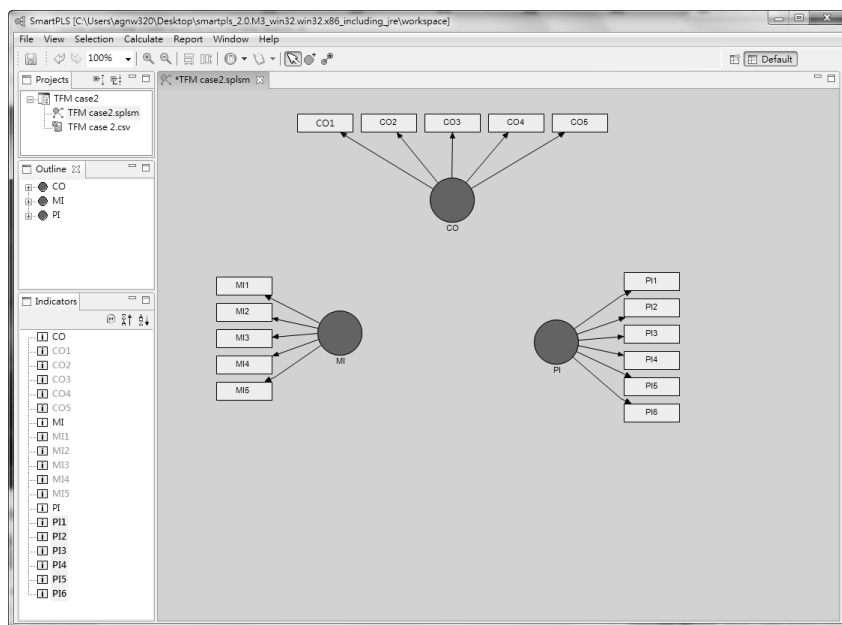 SmartPLS [C:\Users\agnw320\Desktop\smartpls_2.0.M3_win32.win32.x86_including_jre\workspace]
File View Selection Calculate Report Window Help
100% Default
Projects
TFM case2
TFM case2.splsm
TFM case 2.csv
Outline
CO
MI
PI
Indicators
CO
CO1
CO2
CO3
CO4
CO5
MI
MI1
MI2
MI3
MI4
MI5
PI
PI1
PI2
PI3
PI4
PI5
PI6
*TFM case2.splsm
CO1 CO2 CO3 CO4 CO5
CO
MI1
MI2
MI3
MI4
MI5
MI
PI1
PI2
PI3
PI4
PI5
PI6
PI